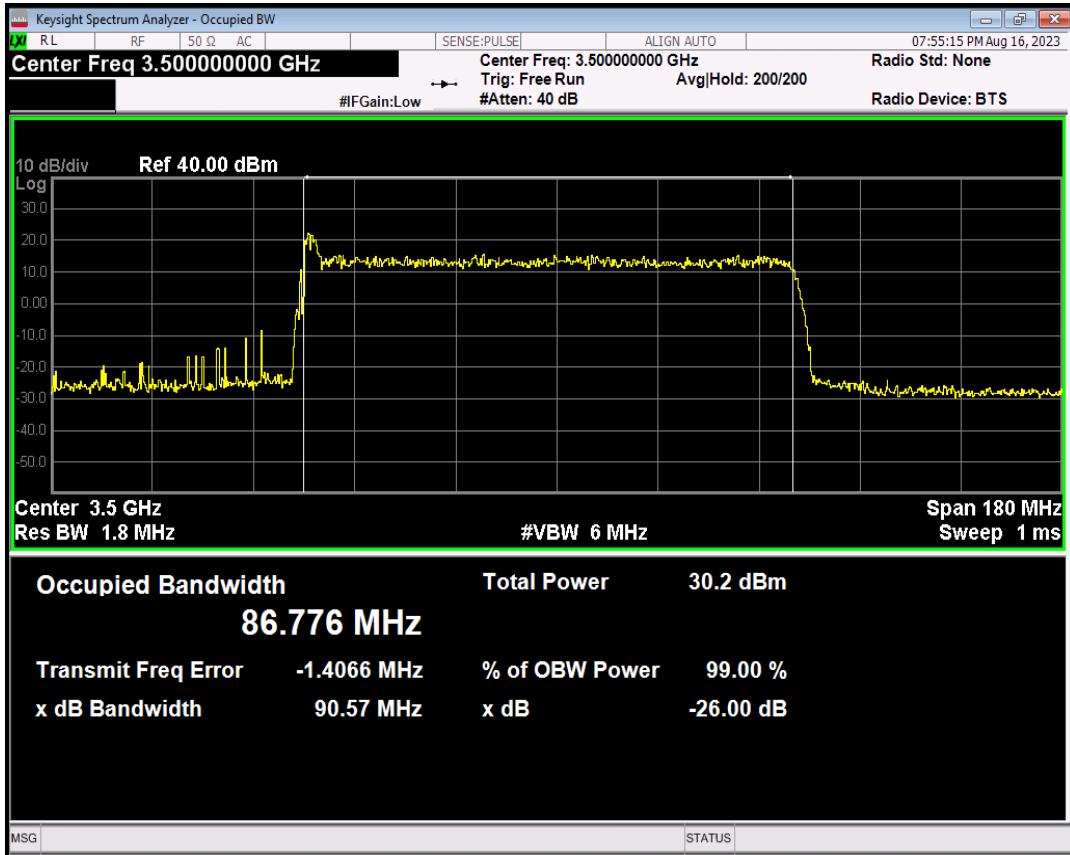 Keysight Spectrum Analyzer - Occupied BW
LXI RL RF 50 Ω AC SENSE:PULSE ALIGN AUTO 07:55:15 PM Aug 16, 2023
Center Freq 3.500000000 GHz Center Freq: 3.500000000 GHz Radio Std: None
Trig: Free Run Avg|Hold: 200/200
#IFGain:Low #Atten: 40 dB Radio Device: BTS
10 dB/div Ref 40.00 dBm
Log
30.0
20.0
10.0
0.00
-10.0
-20.0
-30.0
-40.0
-50.0
Center 3.5 GHz Span 180 MHz
Res BW 1.8 MHz #VBW 6 MHz Sweep 1 ms
Occupied Bandwidth Total Power 30.2 dBm
86.776 MHz
Transmit Freq Error -1.4066 MHz % of OBW Power 99.00 %
x dB Bandwidth 90.57 MHz x dB -26.00 dB
MSG STATUS